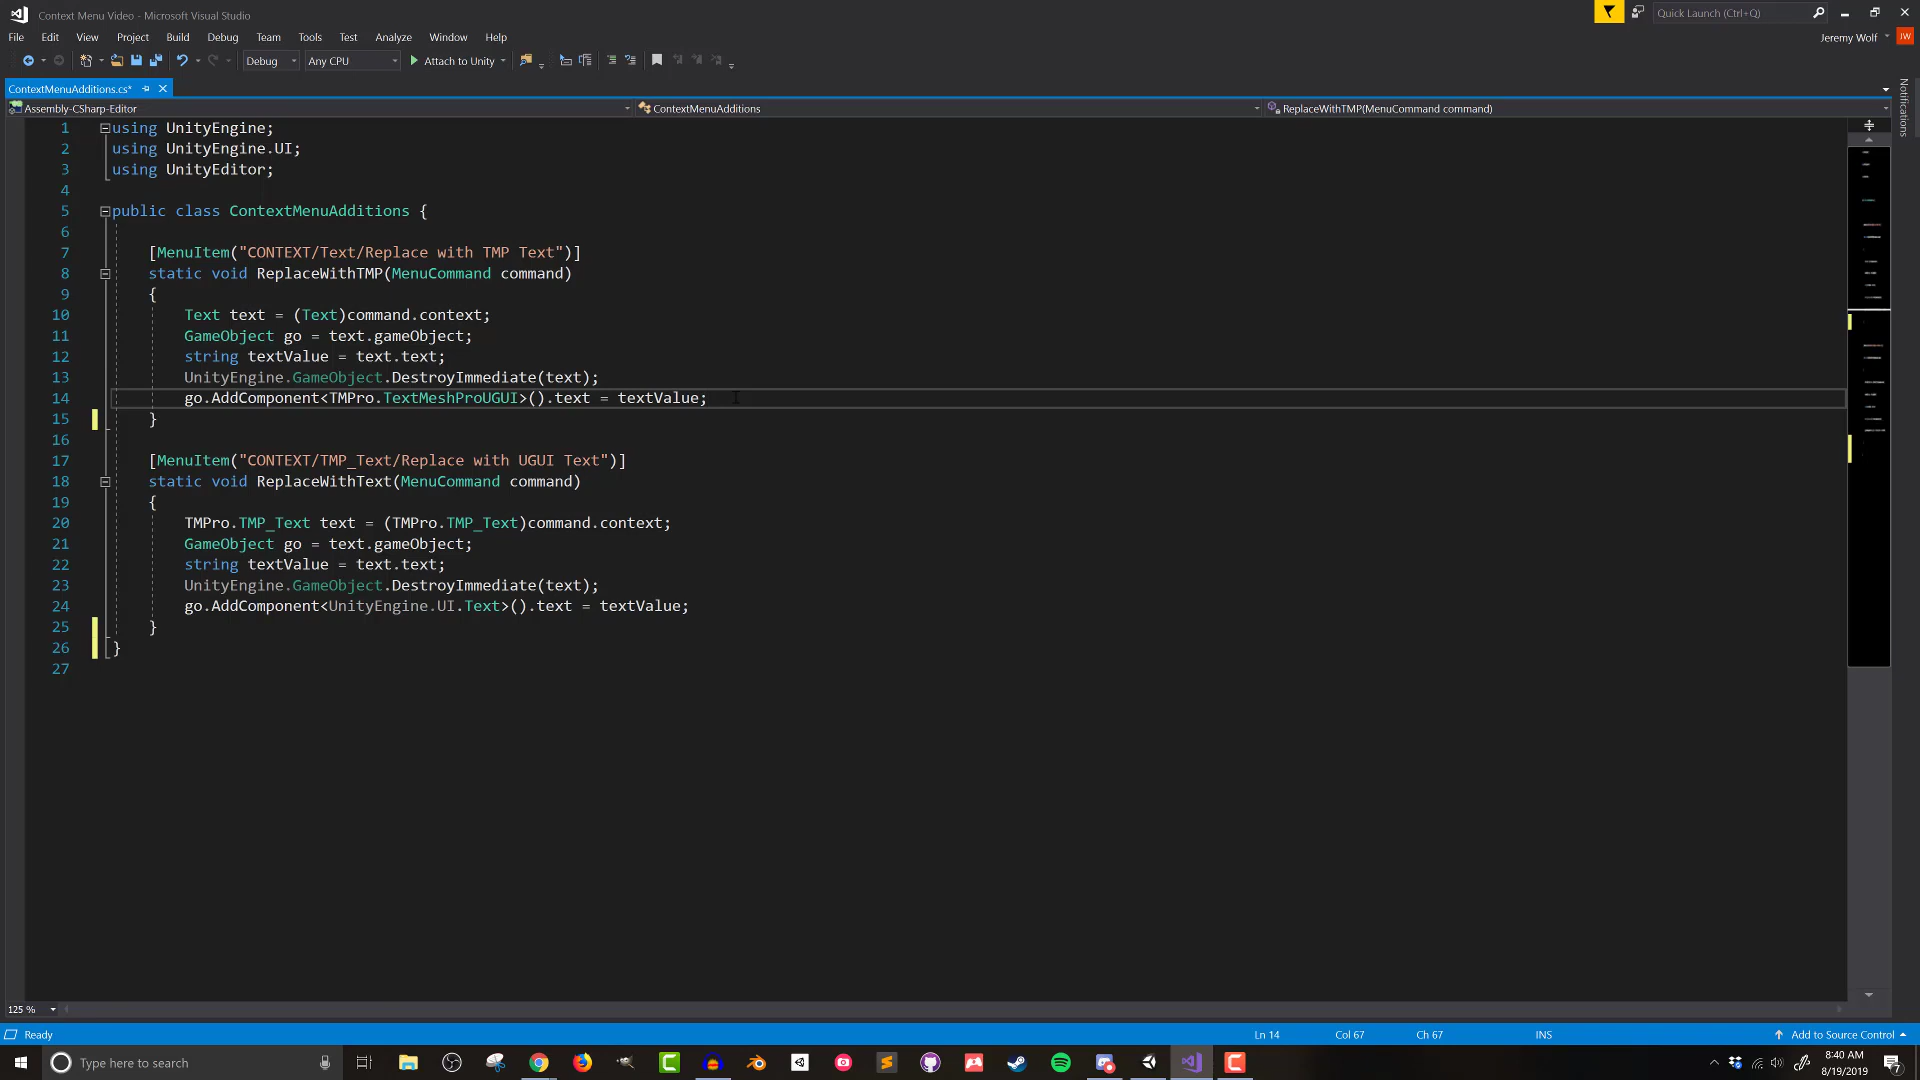 Context Menu Video - Microsoft Visual Studio
Quick Launch (Ctrl+Q)
File Edit View Project Build Debug Team Tools Test Analyze Window Help
Jeremy Wolf JW
Debug Any CPU Attach to Unity
ContextMenuAdditions.cs*
Notifications
Assembly-CSharp-Editor ContextMenuAdditions ReplaceWithTMP(MenuCommand command)
1 using UnityEngine;
2 using UnityEngine.UI;
3 using UnityEditor;
4
5 public class ContextMenuAdditions {
6
7 [MenuItem("CONTEXT/Text/Replace with TMP Text")]
8 static void ReplaceWithTMP(MenuCommand command)
9 {
10 Text text = (Text)command.context;
11 GameObject go = text.gameObject;
12 string textValue = text.text;
13 UnityEngine.GameObject.DestroyImmediate(text);
14 go.AddComponent<TMPro.TextMeshProUGUI>().text = textValue;
15 }
16
17 [MenuItem("CONTEXT/TMP_Text/Replace with UGUI Text")]
18 static void ReplaceWithText(MenuCommand command)
19 {
20 TMPro.TMP_Text text = (TMPro.TMP_Text)command.context;
21 GameObject go = text.gameObject;
22 string textValue = text.text;
23 UnityEngine.GameObject.DestroyImmediate(text);
24 go.AddComponent<UnityEngine.UI.Text>().text = textValue;
25 }
26 }
27
125 %
Ready Ln 14 Col 67 Ch 67 INS Add to Source Control
Type here to search
8:40 AM
8/19/2019
7